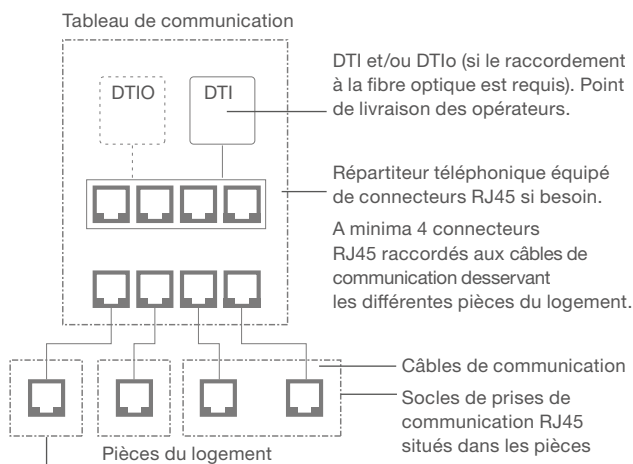 Tableau de communication
DTIO
DTI
DTI et/ou DTIo (si le raccordement
à la fibre optique est requis). Point
de livraison des opérateurs.
Répartiteur téléphonique équipé
de connecteurs RJ45 si besoin.
A minima 4 connecteurs
RJ45 raccordés aux câbles de
communication desservant
les différentes pièces du logement.
Câbles de communication
Socles de prises de
communication RJ45
situés dans les pièces
Pièces du logement